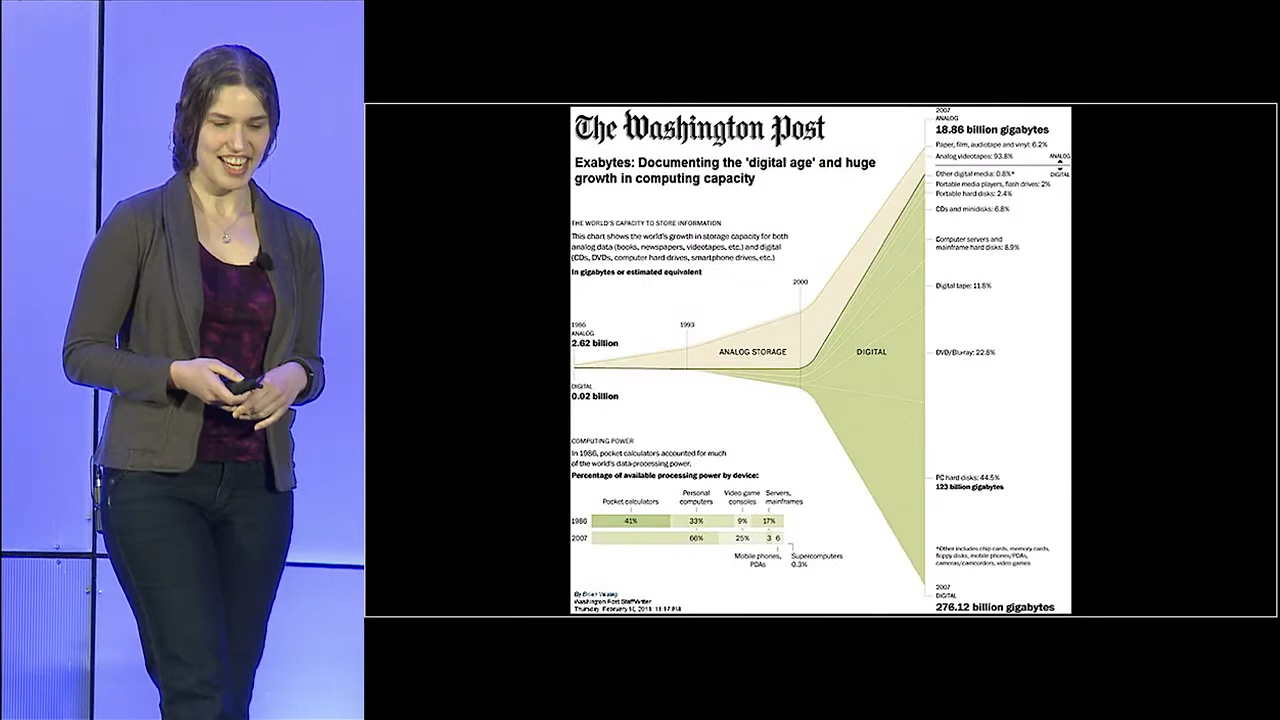 The Washington Post
Exabytes: Documenting the 'digital age' and huge
growth in computing capacity
THE WORLD'S CAPACITY TO STORE INFORMATION
This chart shows the world's growth in storage capacity for both
analog data (books, newspapers, videotapes, etc.) and digital
(CDs, DVDs, computer hard drives, smartphone drives, etc.)
In gigabytes or estimated equivalent
1986
ANALOG
2.62 billion
1993
2000
ANALOG STORAGE
DIGITAL
DIGITAL
0.02 billion
2007
ANALOG
18.86 billion gigabytes
Paper, film, audiotape and vinyl: 6.2%
Analog videotapes: 93.8%
ANALOG
DIGITAL
Other digital media: 0.8%*
Portable media players, flash drives: 2%
Portable hard disks: 2.4%
CDs and minidisks: 6.8%
Computer servers and
mainframe hard disks: 8.9%
Digital tape: 11.8%
DVD/Blu-ray: 22.8%
PC hard disks: 44.5%
123 billion gigabytes
*Other includes chip cards, memory cards,
floppy disks, mobile phones/PDAs,
cameras/camcorders, video games
2007
DIGITAL
276.12 billion gigabytes
COMPUTING POWER
In 1986, pocket calculators accounted for much
of the world's data-processing power.
Percentage of available processing power by device:
Pocket calculators
Personal
computers
Video game
consoles
Servers,
mainframes
1986 41% 33% 9% 17%
2007 66% 25% 3 6
Mobile phones,
PDAs
Supercomputers
0.3%
By Brian
Washington Post Staff Writer
Thursday, February